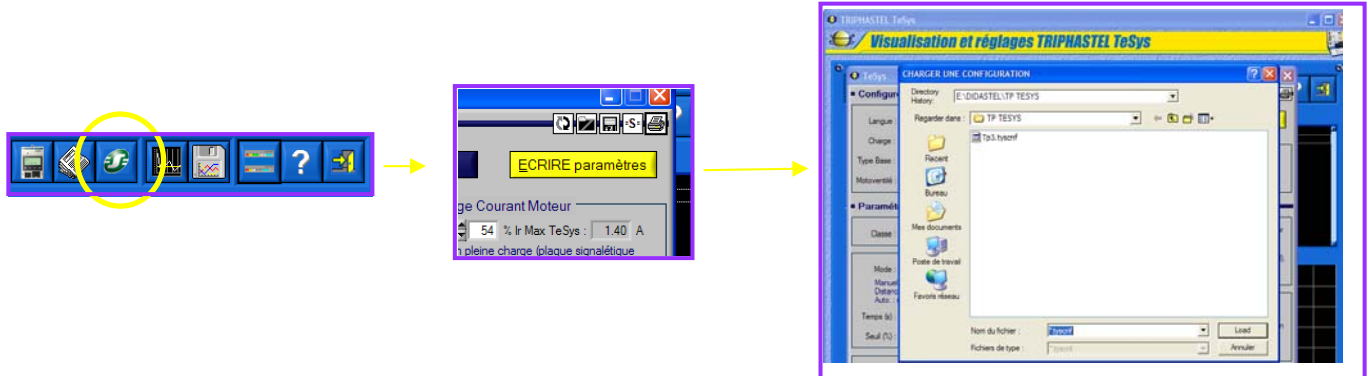 ECRIRE paramètres
ge Courant Moteur
54 % Ir Max TeSys : 1.40 A
n pleine charge (plaque signalétique
TRIPHASTEL TeSys
Visualisation et réglages TRIPHASTEL TeSys
TeSys
CHARGER UNE CONFIGURATION
Configur
Directory History: E:\DIDASTEL\TP TESYS
Langue
Regarder dans : TP TESYS
Charge :
Tp3.tyscnf
Type Base :
Recent
Motoventilé
Bureau
Paramèt
Mes documents
Classe :
Poste de travail
Mode :
Manuel
Distanc
Auto. :
Favoris réseau
Temps (s) :
Seuil (%) :
Nom du fichier : *.tyscnf Load
Fichiers de type : *.tyscnf Annuler